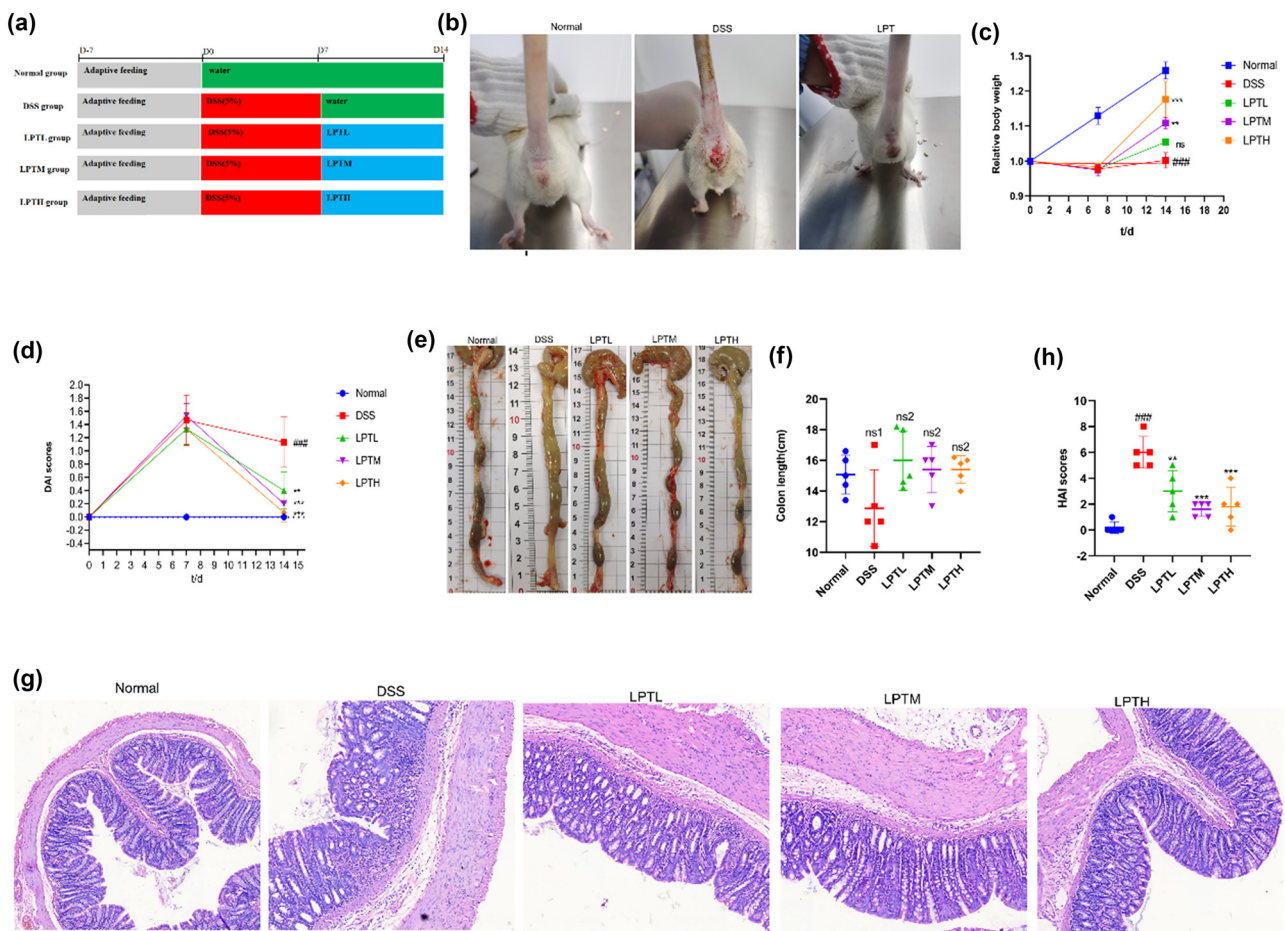 (a)
D-7 D0 D7 D14
Normal group Adaptive feeding water
DSS group Adaptive feeding DSS(5%) water
LPTL group Adaptive feeding DSS(5%) LPTL
LPTM group Adaptive feeding DSS(5%) LPTM
LPTH group Adaptive feeding DSS(5%) LPTH
(b)
Normal DSS LPT
(c)
Relative body weigh
1.3
1.2
1.1
1.0
0.9
0 2 4 6 8 10 12 14 16 18 20
t/d
***
**
ns
###
Normal
DSS
LPTL
LPTM
LPTH
(d)
DAI scores
2.0
1.8
1.6
1.4
1.2
1.0
0.8
0.6
0.4
0.2
0.0
-0.2
-0.4
0 1 2 3 4 5 6 7 8 9 10 11 12 13 14 15
t/d
###
**
***
***
Normal
DSS
LPTL
LPTM
LPTH
(e)
Normal DSS LPTL LPTM LPTH
(f)
Colon length(cm)
20
18
16
14
12
10
ns1 ns2 ns2 ns2
Normal DSS LPTL LPTM LPTH
(h)
HAI scores
10
8
6
4
2
0
-2
### ** *** ***
Normal DSS LPTL LPTM LPTH
(g)
Normal DSS LPTL LPTM LPTH